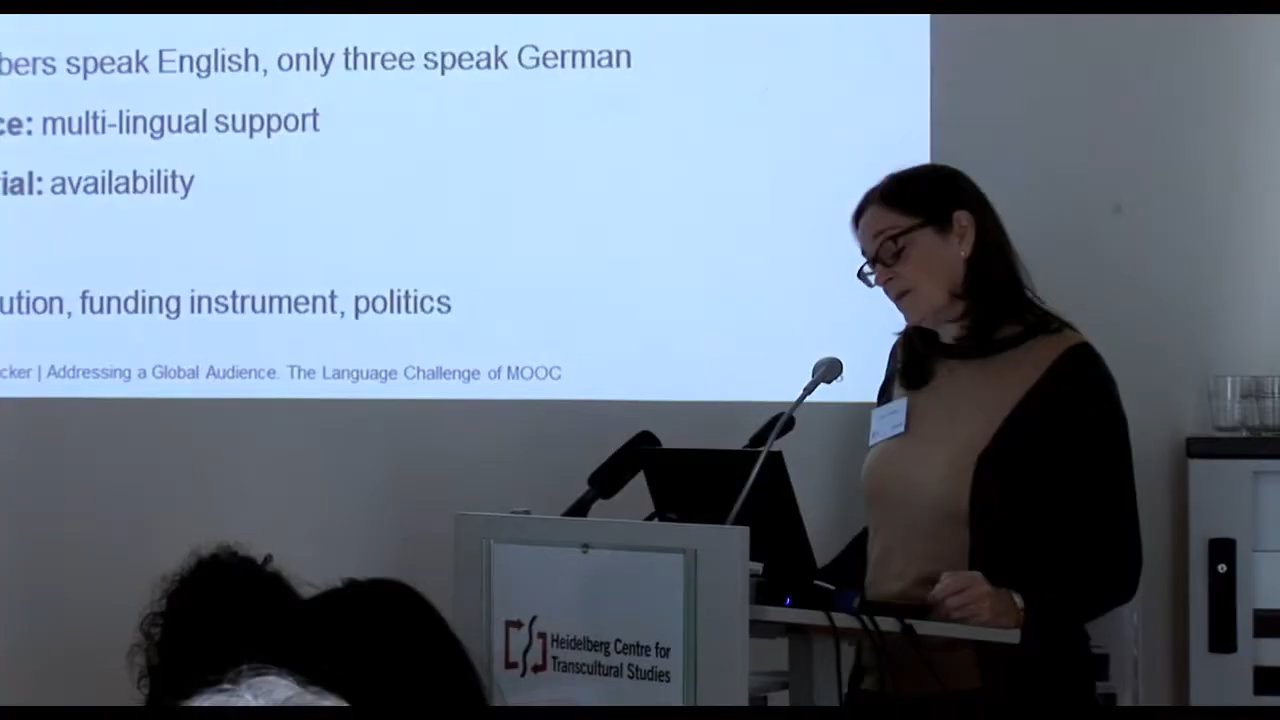 bers speak English, only three speak German
ce: multi-lingual support
ial: availability
ution, funding instrument, politics
cker | Addressing a Global Audience. The Language Challenge of MOOC
Heidelberg Centre for
Transcultural Studies